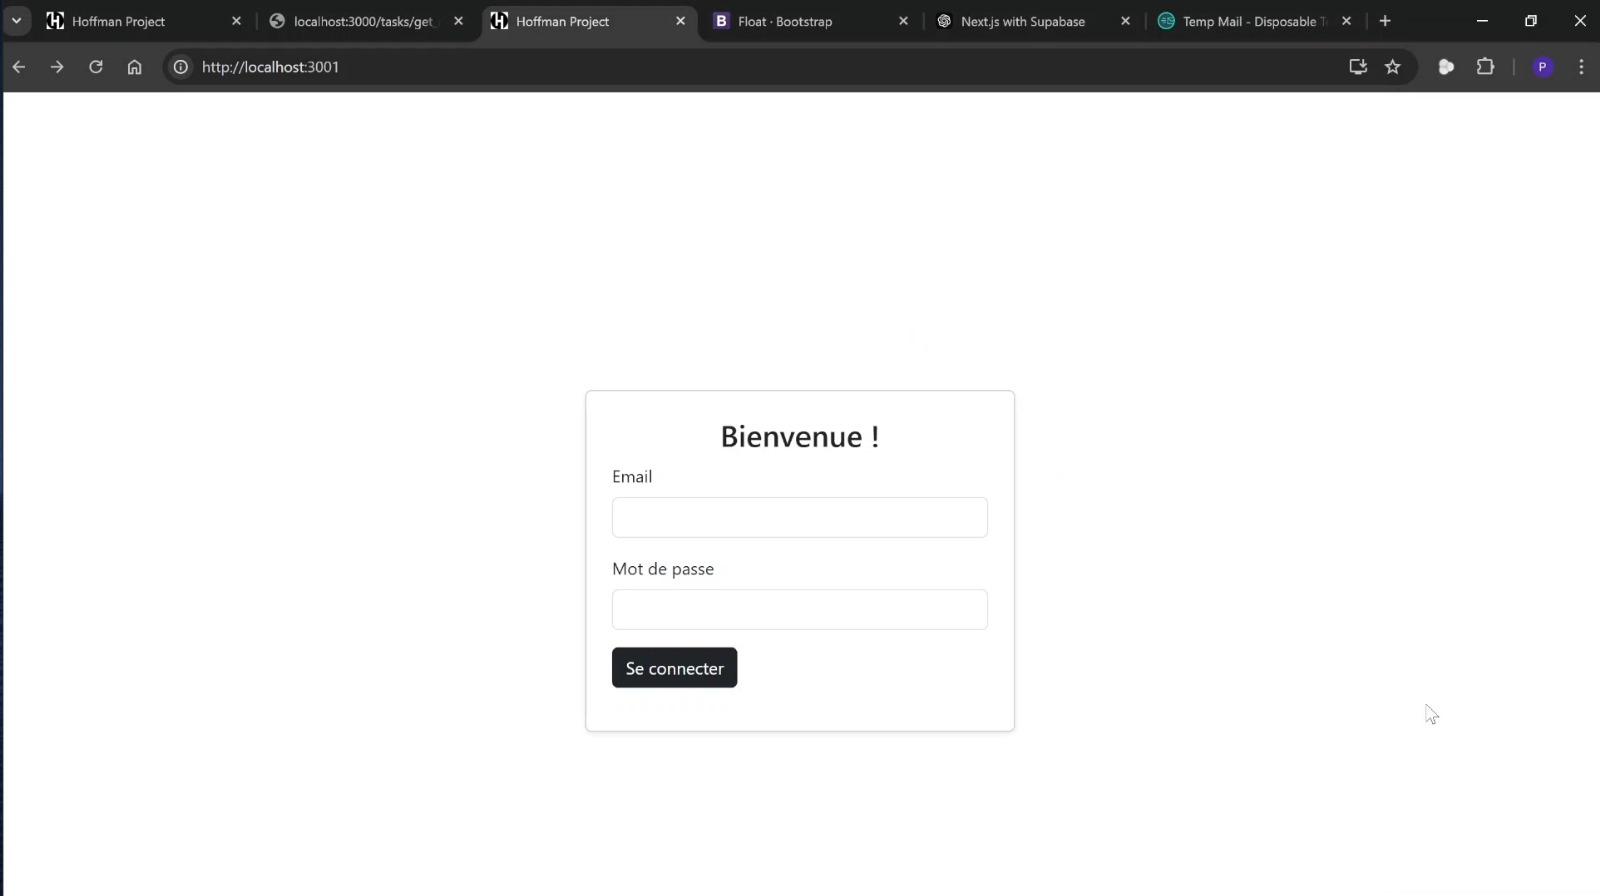 Hoffman Project
localhost:3000/tasks/get_
Hoffman Project
B Float · Bootstrap
Next.js with Supabase
Temp Mail - Disposable T
http://localhost:3001
P
Bienvenue !
Email
Mot de passe
Se connecter